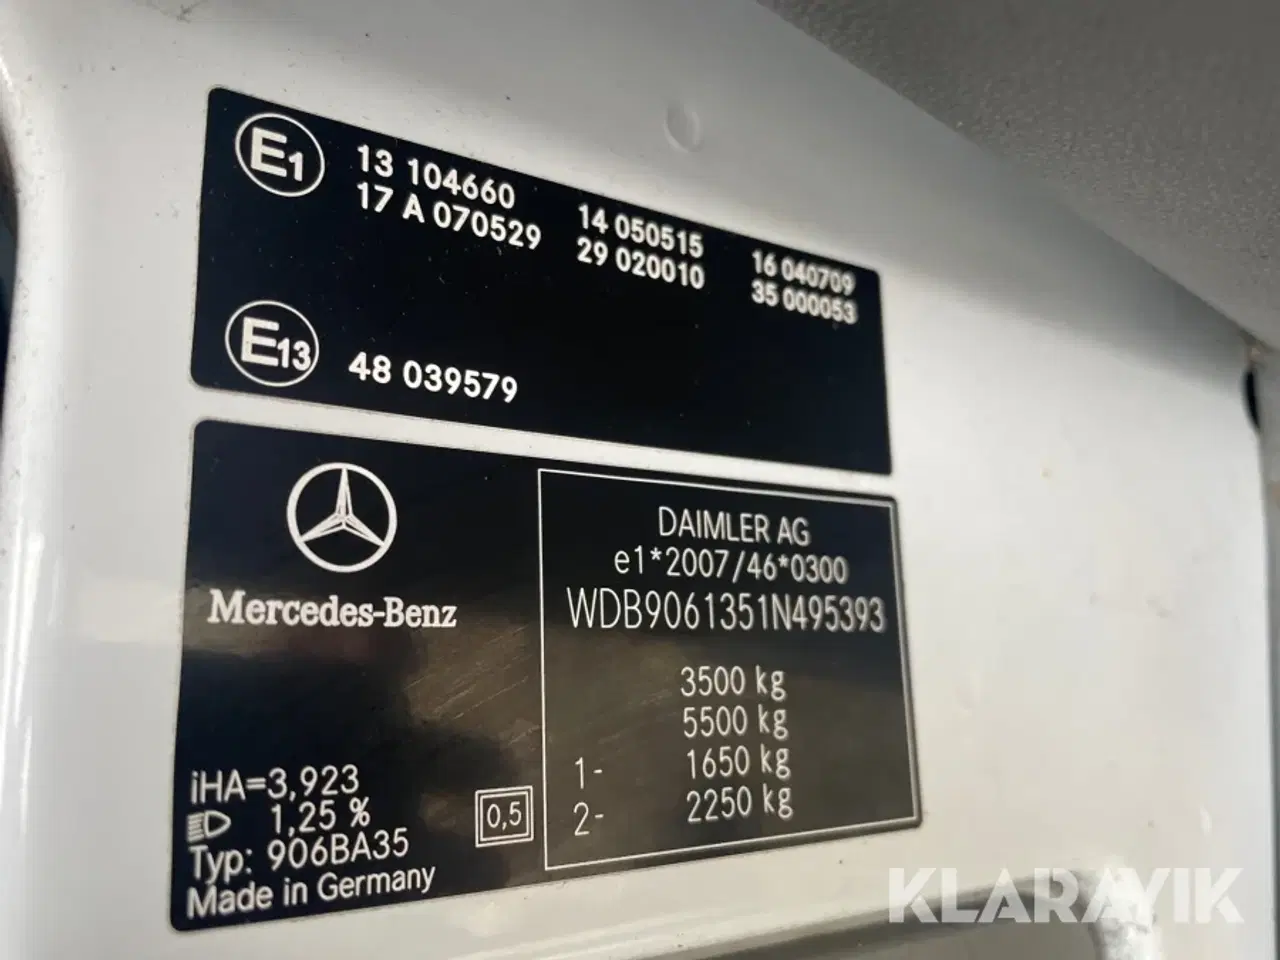 E1 13 104660 14 050515 16 040709
17 A 070529 29 020010 35 000053
E13 48 039579
Mercedes-Benz
DAIMLER AG
e1*2007/46*0300
WDB9061351N495393
3500 kg
5500 kg
1- 1650 kg
2- 2250 kg
iHA=3,923
1,25 %
Typ: 906BA35
Made in Germany
0,5
KLARAVIK